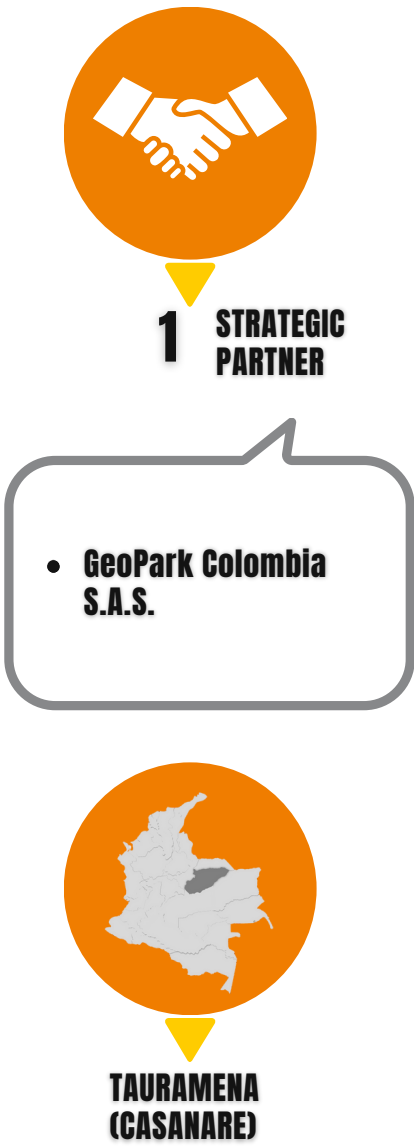 1 STRATEGIC
PARTNER
• GeoPark Colombia
S.A.S.
TAURAMENA
(CASANARE)